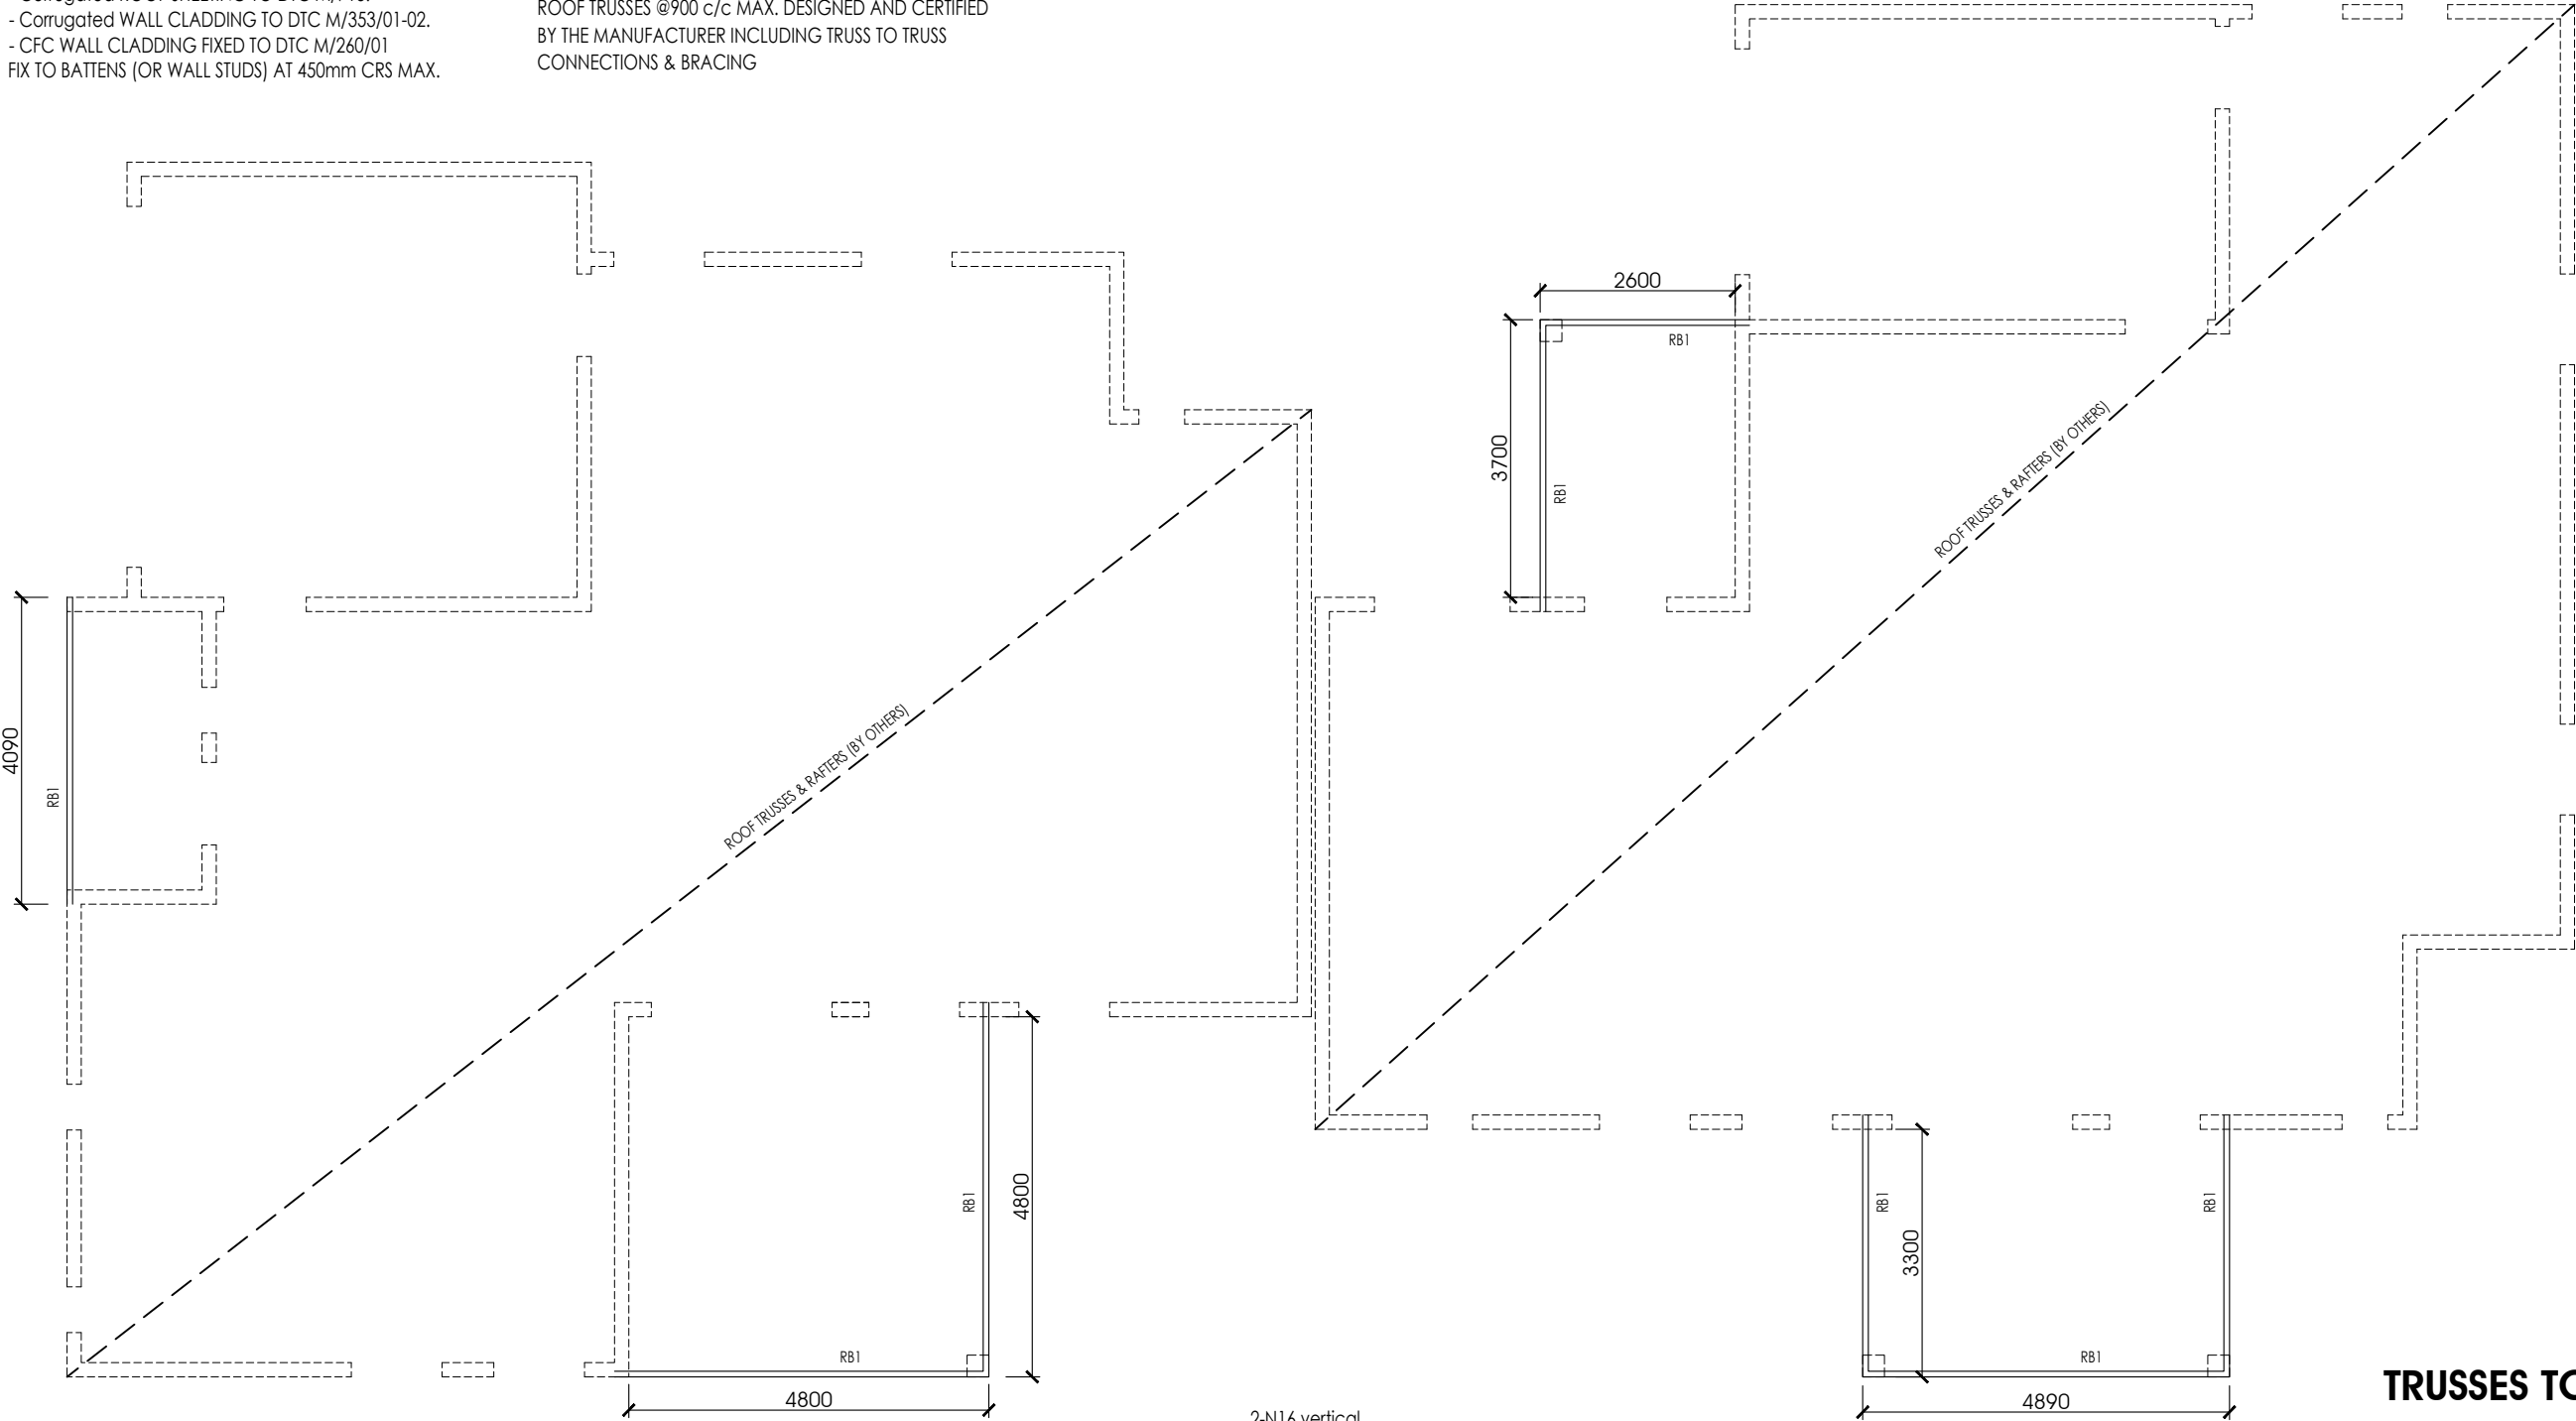 - Corrugated WALL CLADDING TO DTC M/353/01-02.
- CFC WALL CLADDING FIXED TO DTC M/260/01
FIX TO BATTENS (OR WALL STUDS) AT 450mm CRS MAX.
ROOF TRUSSES @900 c/c MAX. DESIGNED AND CERTIFIED
BY THE MANUFACTURER INCLUDING TRUSS TO TRUSS
CONNECTIONS & BRACING
2600
RB1
3700
RB1
ROOF TRUSSES & RAFTERS (BY OTHERS)
4090
RB1
ROOF TRUSSES & RAFTERS (BY OTHERS)
RB1
4800
RB1
4800
RB1
3300
RB1
RB1
4890
TRUSSES TO
2-N16 vertical